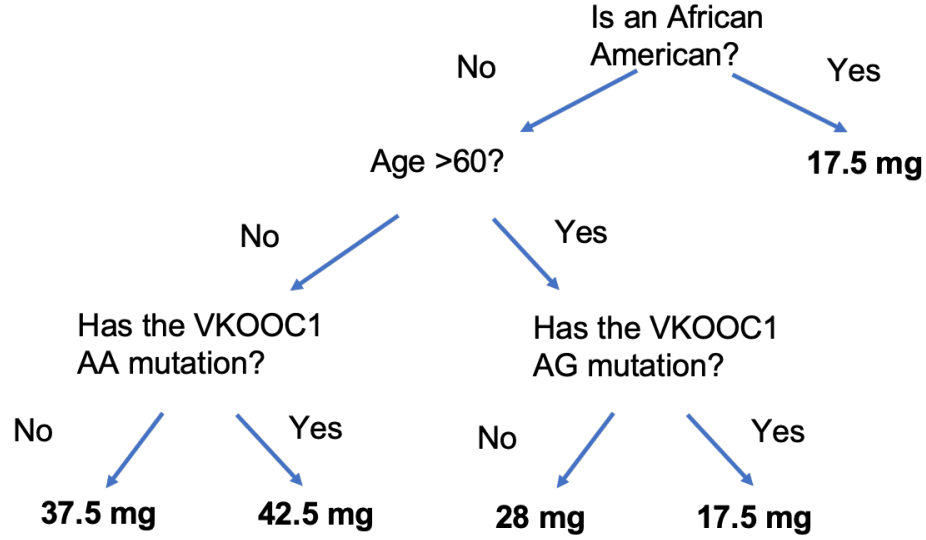 Is an African
American?
No
Yes
Age >60?
17.5 mg
No
Yes
Has the VKOOC1
AA mutation?
Has the VKOOC1
AG mutation?
No
Yes
No
Yes
37.5 mg
42.5 mg
28 mg
17.5 mg